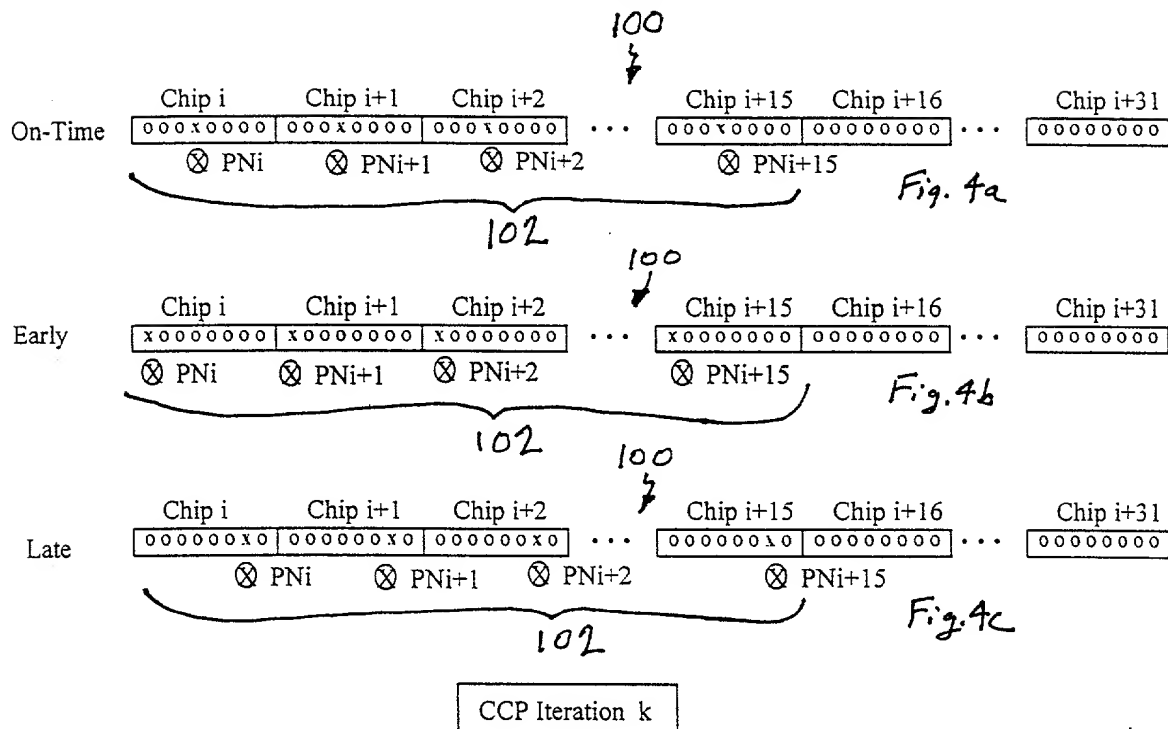 100
Chip i Chip i+1 Chip i+2 Chip i+15 Chip i+16 Chip i+31
On-Time 000x0000 000x0000 000x0000 ... 000x0000 00000000 ... 00000000
⊗ PNi ⊗ PNi+1 ⊗ PNi+2 ⊗ PNi+15
Fig. 4a
102
100
Chip i Chip i+1 Chip i+2 Chip i+15 Chip i+16 Chip i+31
Early x0000000 x0000000 x0000000 ... x0000000 00000000 ... 00000000
⊗ PNi ⊗ PNi+1 ⊗ PNi+2 ⊗ PNi+15
Fig. 4b
102
100
Chip i Chip i+1 Chip i+2 Chip i+15 Chip i+16 Chip i+31
Late 000000x0 000000x0 000000x0 ... 000000x0 00000000 ... 00000000
⊗ PNi ⊗ PNi+1 ⊗ PNi+2 ⊗ PNi+15
Fig. 4c
102
CCP Iteration k